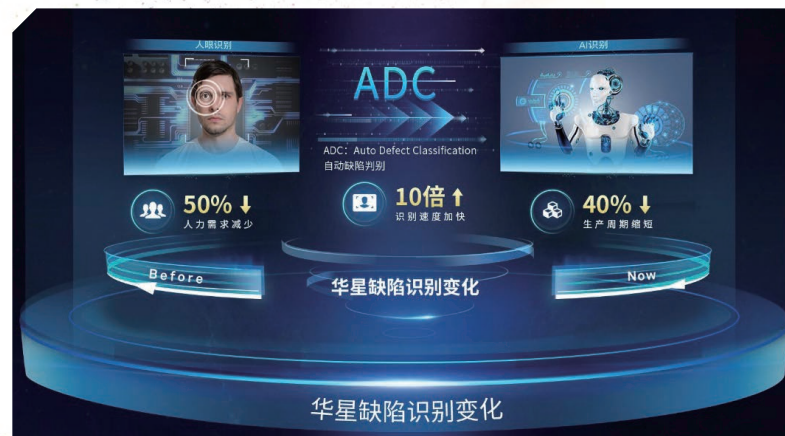 人眼识别
ADC
AI识别
ADC：Auto Defect Classification
自动缺陷判别
50%
人力需求减少
10倍
识别速度加快
40%
生产周期缩短
Before
华星缺陷识别变化
Now
华星缺陷识别变化